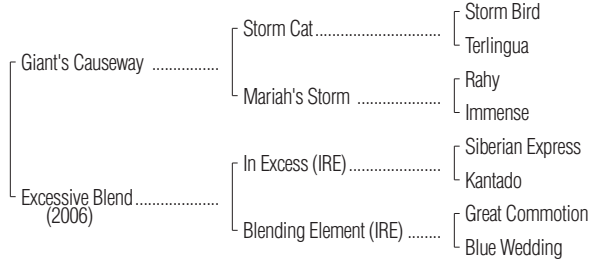 Storm Bird
Storm Cat
Terlingua
Giant's Causeway
Rahy
Mariah's Storm
Immense
Siberian Express
In Excess (IRE)
Kantado
Excessive Blend
(2006)
Great Commotion
Blending Element (IRE)
Blue Wedding